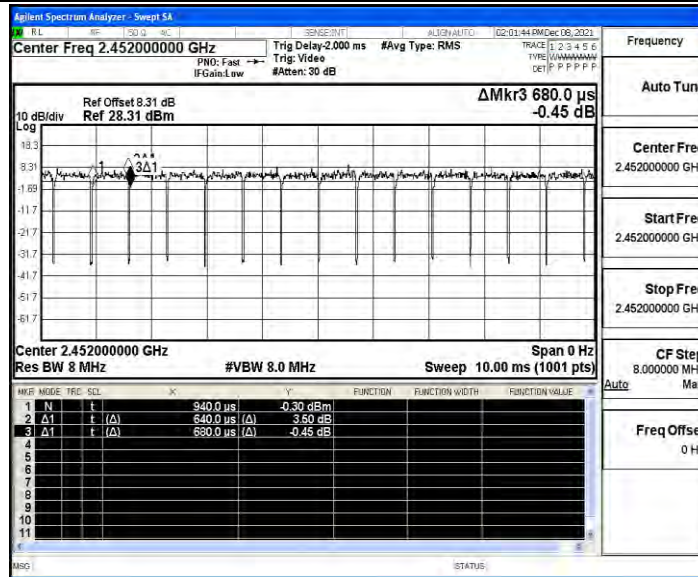 Agilent Spectrum Analyzer - Swept SA
RL RF 50 Ω AC SENSE:INT ALIGN AUTO 02:01:44 PM Dec 08, 2021
Center Freq 2.452000000 GHz
PNO: Fast
IFGain:Low
Trig Delay-2.000 ms
Trig: Video
#Atten: 30 dB
#Avg Type: RMS
TRACE 1 2 3 4 5 6
TYPE
DET P P P P P P
ΔMkr3 680.0 µs
-0.45 dB
Ref Offset 8.31 dB
Ref 28.31 dBm
10 dB/div
Log
18.3
8.31
-1.69
-11.7
-21.7
-31.7
-41.7
-51.7
-61.7
1
3Δ1
Center 2.452000000 GHz
Span 0 Hz
Res BW 8 MHz
#VBW 8.0 MHz
Sweep 10.00 ms (1001 pts)
MKR MODE TRC SCL X Y FUNCTION FUNCTION WIDTH FUNCTION VALUE
1 N t 940.0 µs -0.30 dBm
2 Δ1 t (Δ) 640.0 µs (Δ) 3.50 dB
3 Δ1 t (Δ) 680.0 µs (Δ) -0.45 dB
4
5
6
7
8
9
10
11
MSG
STATUS
Frequency
Auto Tun
Center Fre
2.452000000 GH
Start Fre
2.452000000 GH
Stop Fre
2.452000000 GH
CF Ste
8.000000 MH
Auto Ma
Freq Offse
0 H